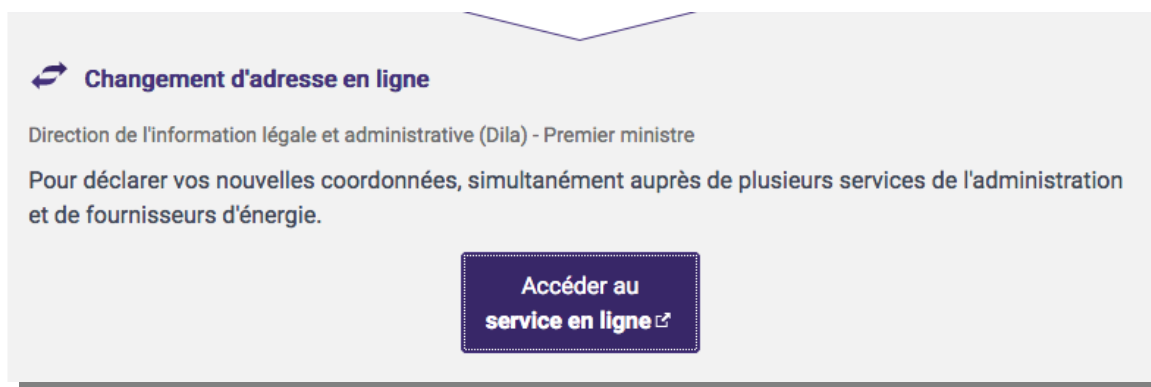 Changement d'adresse en ligne
Direction de l'information légale et administrative (Dila) - Premier ministre
Pour déclarer vos nouvelles coordonnées, simultanément auprès de plusieurs services de l'administration
et de fournisseurs d'énergie.
Accéder au
service en ligne